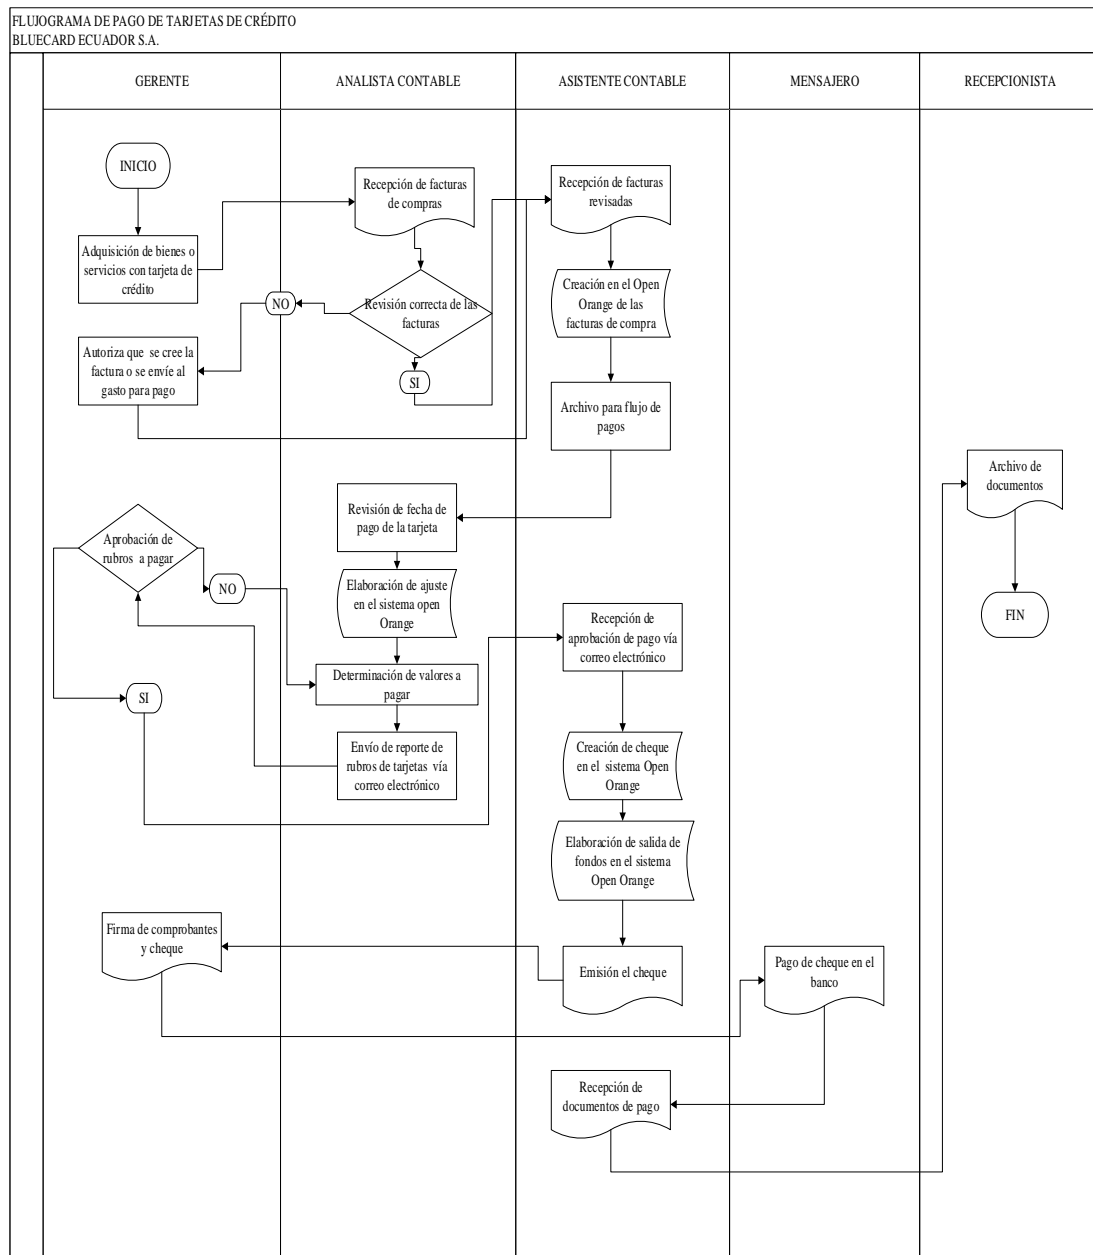 FLUJOGRAMA DE PAGO DE TARJETAS DE CRÉDITO
BLUECARD ECUADOR S.A.
GERENTE
ANALISTA CONTABLE
ASISTENTE CONTABLE
MENSAJERO
RECEPCIONISTA
INICIO
Adquisición de bienes o
servicios con tarjeta de
crédito
Recepción de facturas
de compras
Revisión correcta de las
facturas
NO
SI
Autoriza que se cree la
factura o se envíe al
gasto para pago
Recepción de facturas
revisadas
Creación en el Open
Orange de las
facturas de compra
Archivo para flujo de
pagos
Revisión de fecha de
pago de la tarjeta
Elaboración de ajuste
en el sistema open
Orange
Determinación de valores a
pagar
Envío de reporte de
rubros de tarjetas vía
correo electrónico
Aprobación de
rubros a pagar
NO
SI
Recepción de
aprobación de pago vía
correo electrónico
Creación de cheque
en el sistema Open
Orange
Elaboración de salida de
fondos en el sistema
Open Orange
Emisión el cheque
Firma de comprobantes
y cheque
Pago de cheque en el
banco
Recepción de
documentos de pago
Archivo de
documentos
FIN